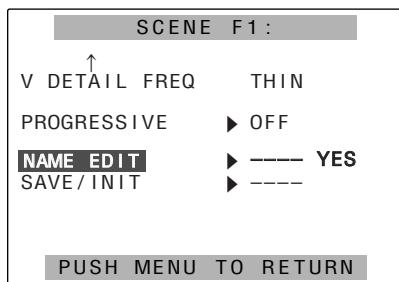 SCENE F1:
↑
V DETAIL FREQ THIN
PROGRESSIVE ▶ OFF
NAME EDIT ▶ ---- YES
SAVE/INIT ▶ ----
PUSH MENU TO RETURN